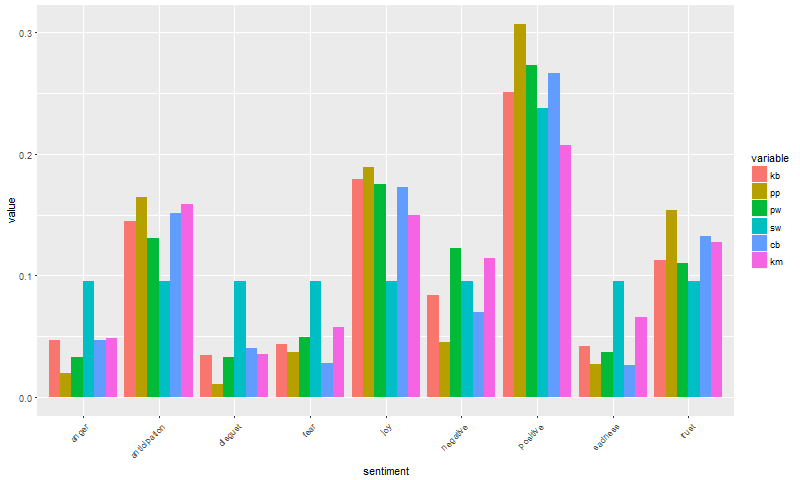 value
0.3
0.2
0.1
0.0
anger
anticipation
disgust
fear
joy
negative
positive
sadness
trust
sentiment
variable
kb
pp
pw
sw
cb
km